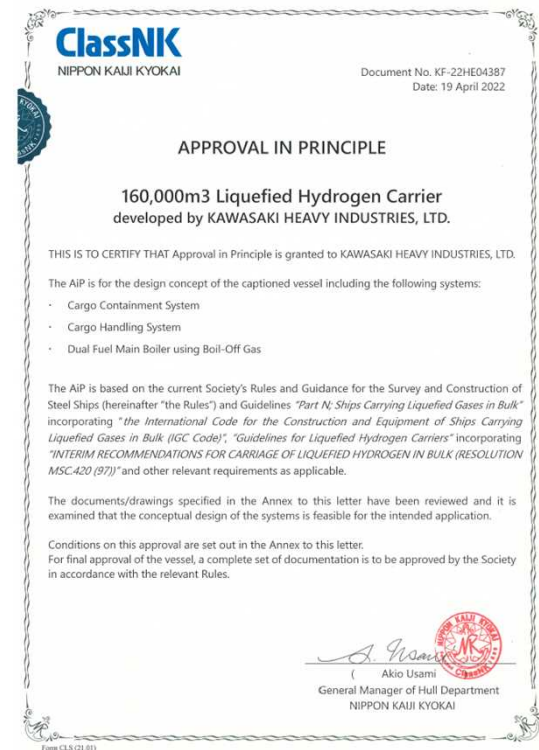 ClassNK
NIPPON KAIJI KYOKAI
Document No. KF-22HE04387
Date: 19 April 2022
APPROVAL IN PRINCIPLE
160,000m3 Liquefied Hydrogen Carrier
developed by KAWASAKI HEAVY INDUSTRIES, LTD.
THIS IS TO CERTIFY THAT Approval in Principle is granted to KAWASAKI HEAVY INDUSTRIES, LTD.
The AiP is for the design concept of the captioned vessel including the following systems:
· Cargo Containment System
· Cargo Handling System
· Dual Fuel Main Boiler using Boil-Off Gas
The AiP is based on the current Society's Rules and Guidance for the Survey and Construction of
Steel Ships (hereinafter "the Rules") and Guidelines "Part N; Ships Carrying Liquefied Gases in Bulk"
incorporating "the International Code for the Construction and Equipment of Ships Carrying
Liquefied Gases in Bulk (IGC Code)", "Guidelines for Liquefied Hydrogen Carriers" incorporating
"INTERIM RECOMMENDATIONS FOR CARRIAGE OF LIQUEFIED HYDROGEN IN BULK (RESOLUTION
MSC.420 (97))" and other relevant requirements as applicable.
The documents/drawings specified in the Annex to this letter have been reviewed and it is
examined that the conceptual design of the systems is feasible for the intended application.
Conditions on this approval are set out in the Annex to this letter.
For final approval of the vessel, a complete set of documentation is to be approved by the Society
in accordance with the relevant Rules.
A. Usami
NIPPON KAIJI KYOKAI
NK
ClassNK
( Akio Usami
General Manager of Hull Department
NIPPON KAIJI KYOKAI
Form CLS (21.01)